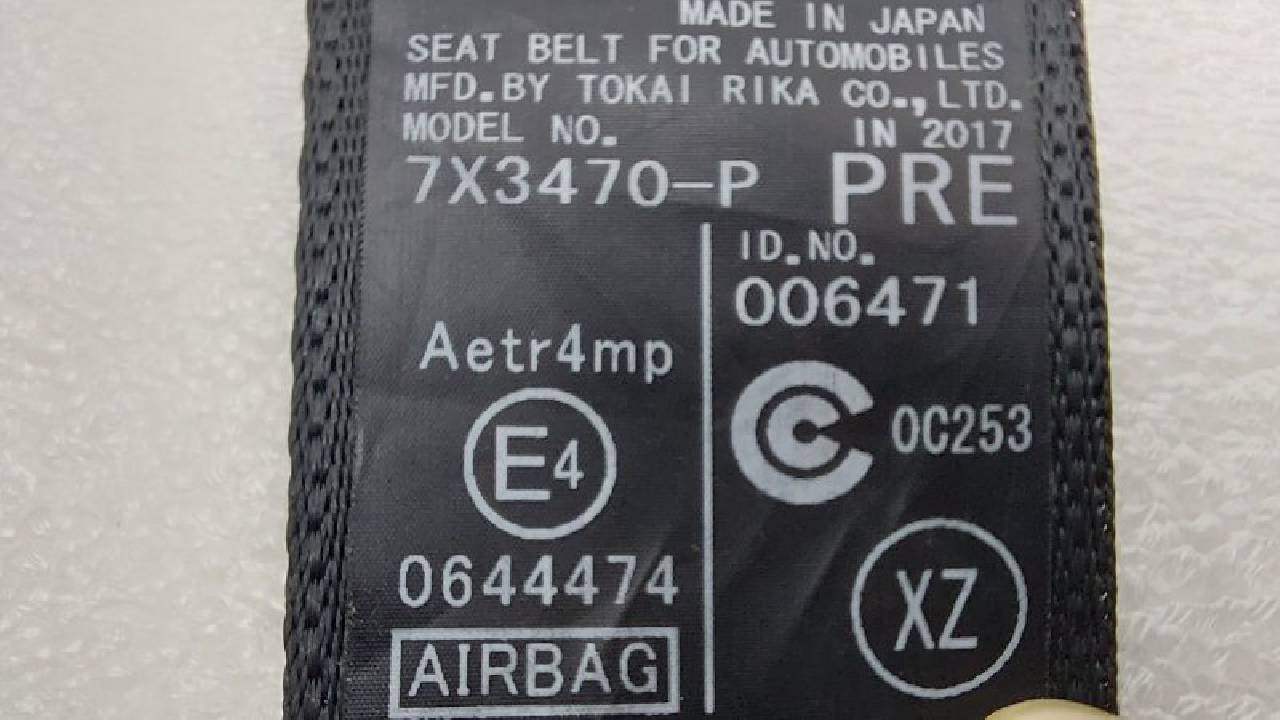 MADE IN JAPAN
SEAT BELT FOR AUTOMOBILES
MFD.BY TOKAI RIKA CO.,LTD.
MODEL NO. IN 2017
7X3470-P PRE
ID.NO.
006471
Aetr4mp
E4
0C253
0644474
XZ
AIRBAG